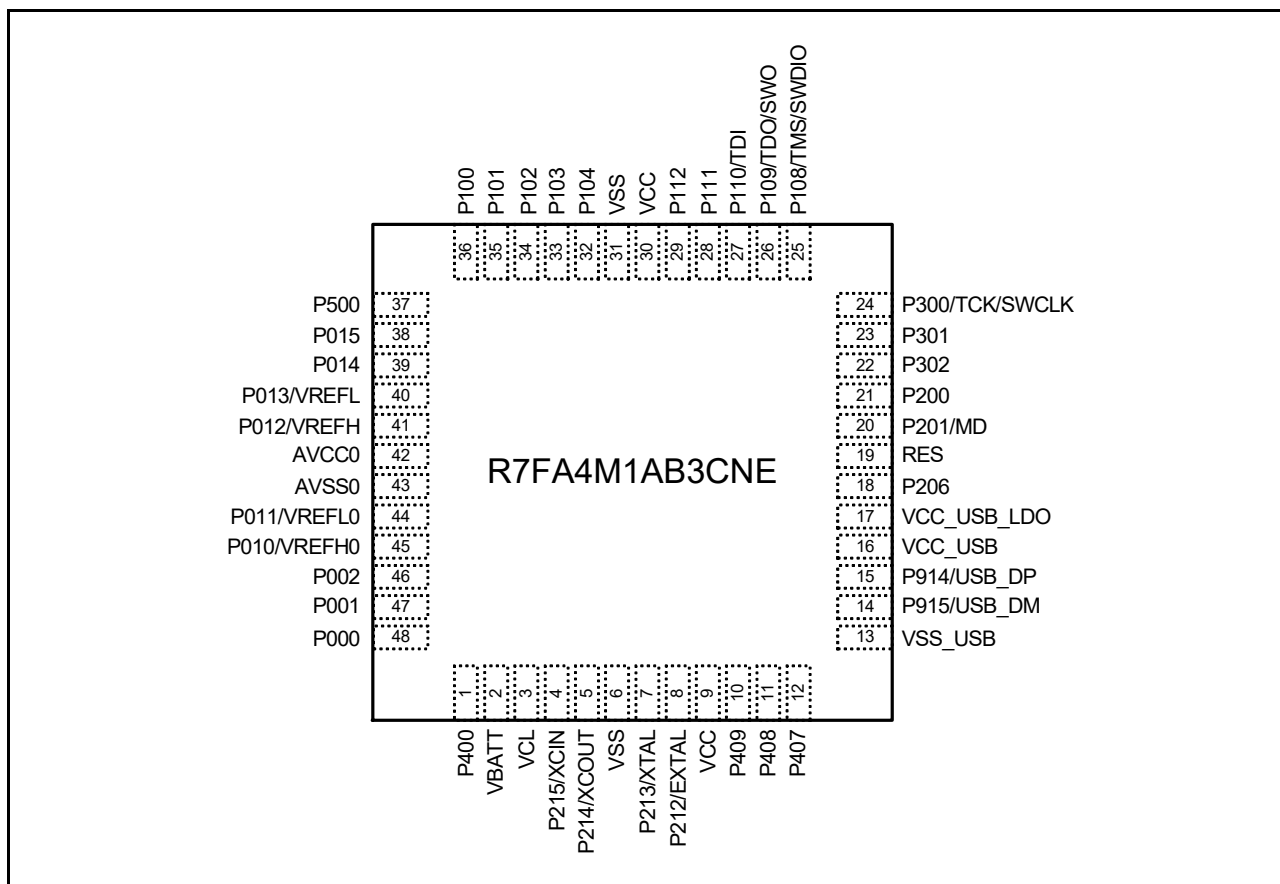 P100
P101
P102
P103
P104
VSS
VCC
P112
P111
P110/TDI
P109/TDO/SWO
P108/TMS/SWDIO
36
35
34
33
32
31
30
29
28
27
26
25
P500 37
P015 38
P014 39
P013/VREFL 40
P012/VREFH 41
AVCC0 42
AVSS0 43
P011/VREFL0 44
P010/VREFH0 45
P002 46
P001 47
P000 48
R7FA4M1AB3CNE
24 P300/TCK/SWCLK
23 P301
22 P302
21 P200
20 P201/MD
19 RES
18 P206
17 VCC_USB_LDO
16 VCC_USB
15 P914/USB_DP
14 P915/USB_DM
13 VSS_USB
1
2
3
4
5
6
7
8
9
10
11
12
P400
VBATT
VCL
P215/XCIN
P214/XCOUT
VSS
P213/XTAL
P212/EXTAL
VCC
P409
P408
P407